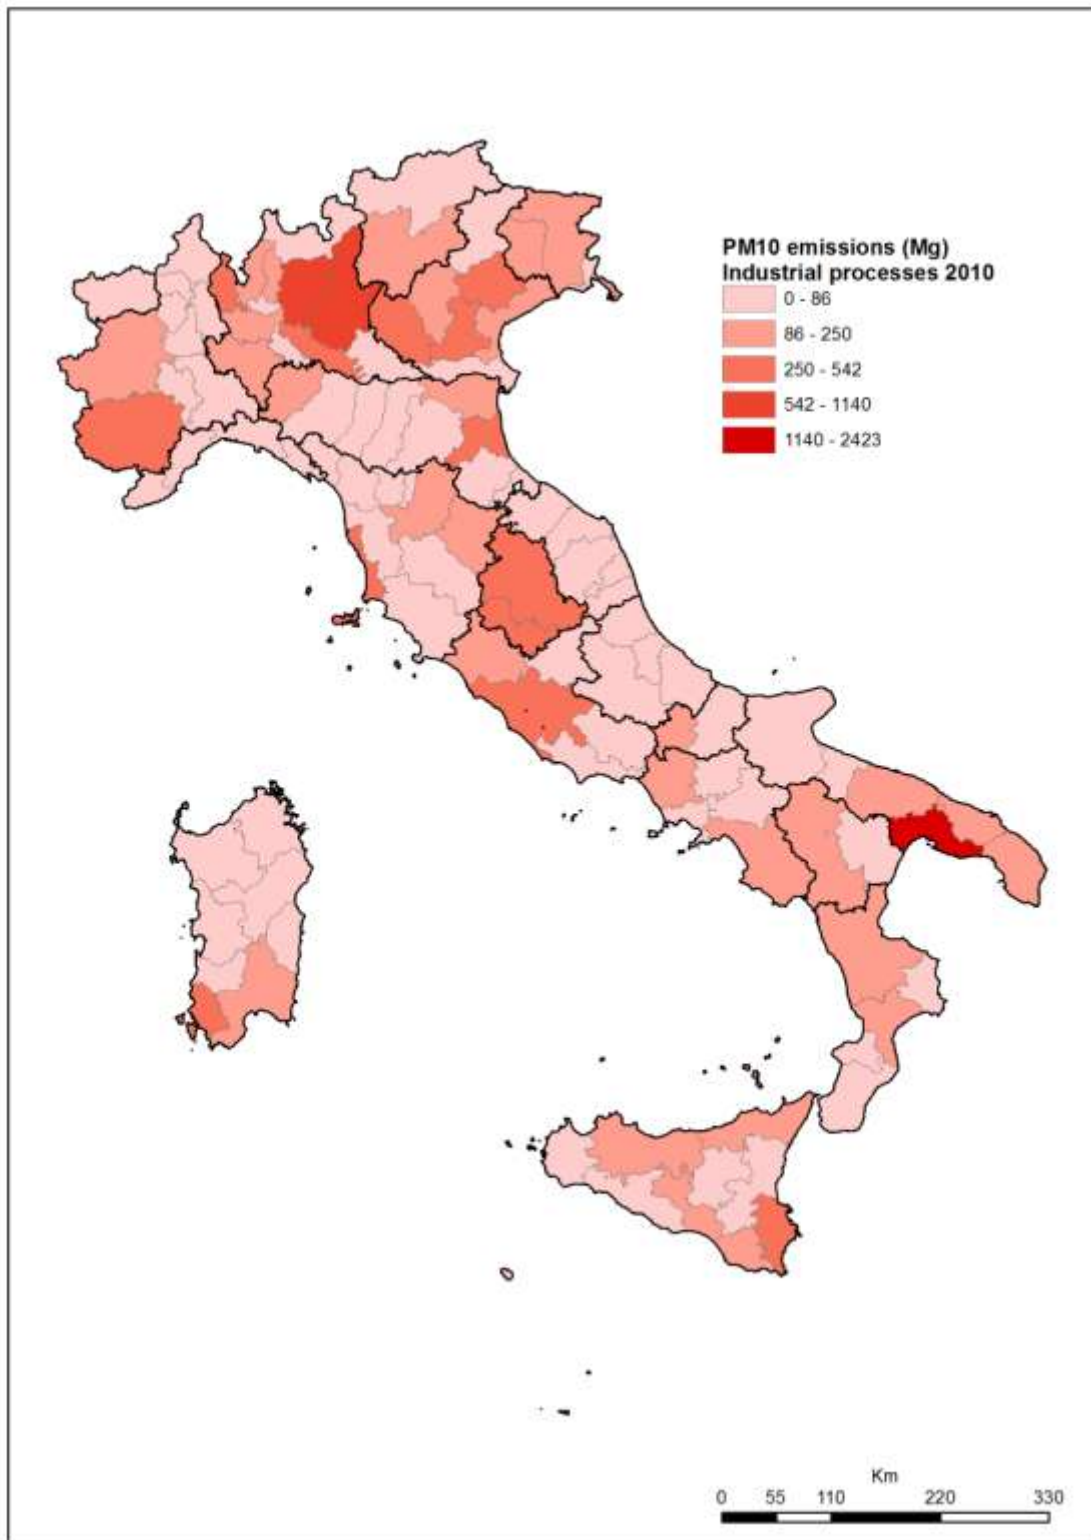 PM10 emissions (Mg)
Industrial processes 2010
0 - 86
86 - 250
250 - 542
542 - 1140
1140 - 2423
Km
0 55 110 220 330